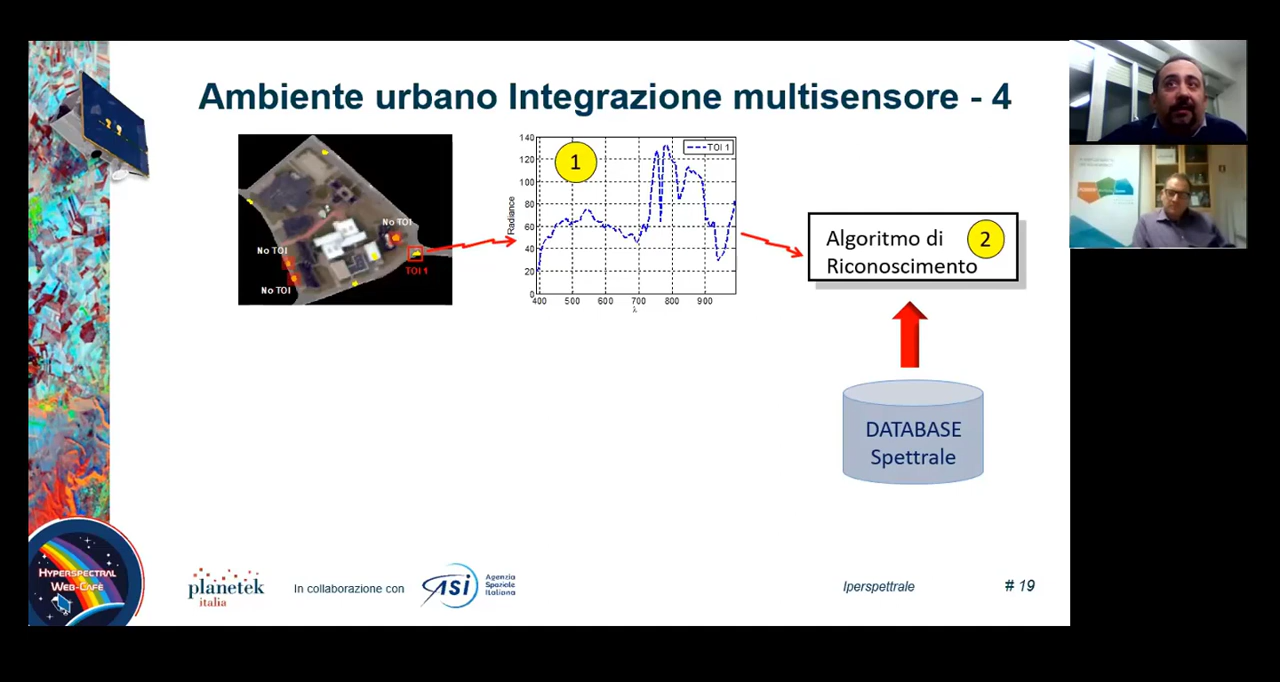 Ambiente urbano Integrazione multisensore - 4
No TOI
No TOI
No TOI
TOI 1
1
TOI 1
Radiance
140
120
100
80
60
40
20
0
400 500 600 700 800 900
λ
Algoritmo di
Riconoscimento
2
DATABASE
Spettrale
HYPERSPECTRAL
WEB-CAFÈ
planetek
italia
In collaborazione con
ASI
Agenzia
Spaziale
Italiana
Iperspettrale
# 19